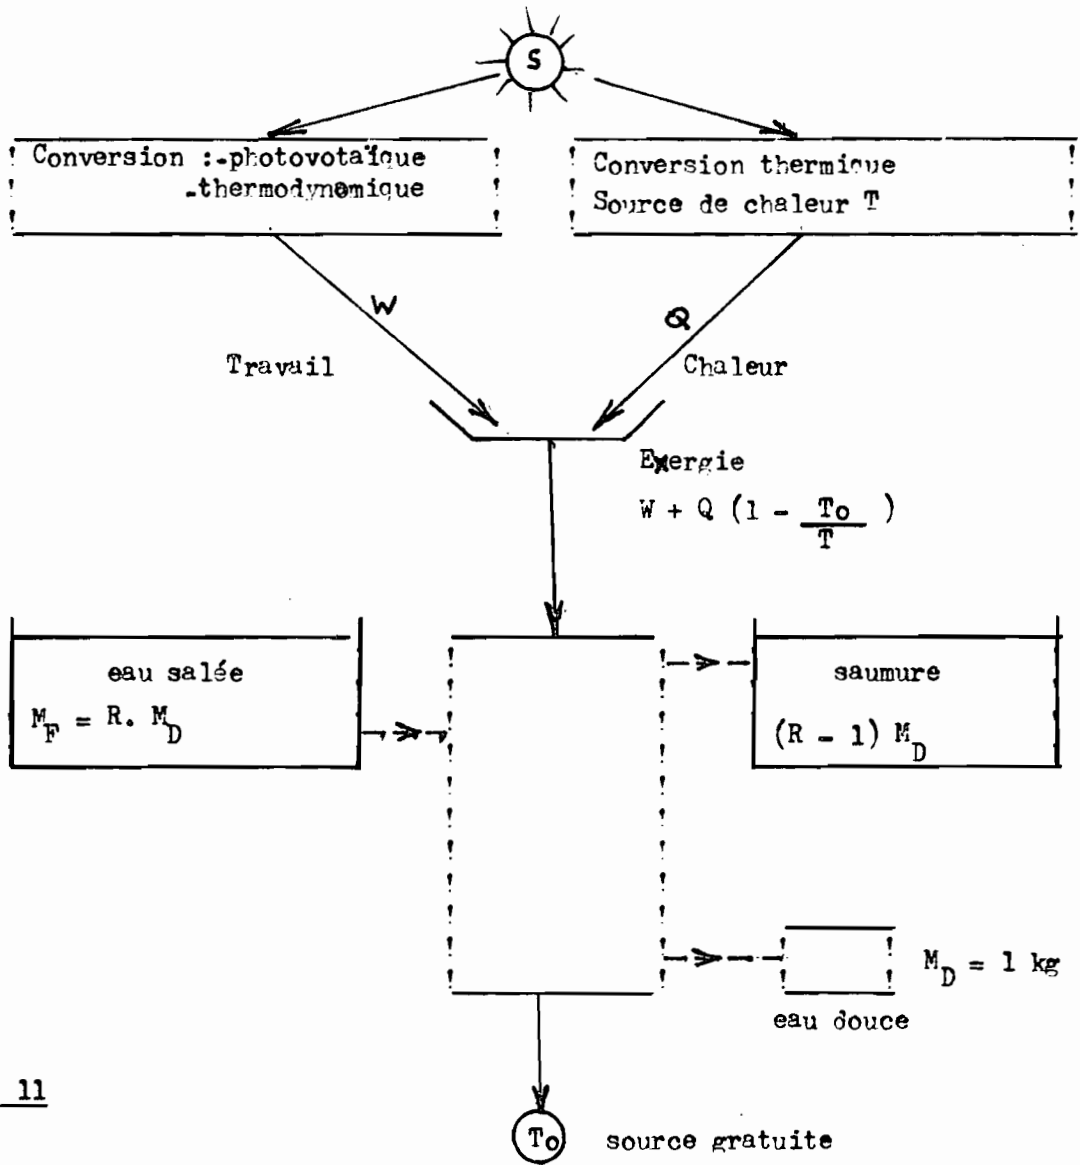 S
Conversion :-photovotaïque
-thermodynamique
Conversion thermique
Source de chaleur T
W
Q
Travail
Chaleur
Exergie
W + Q (1 - To/T )
eau salée
M_F = R. M_D
saumure
(R - 1) M_D
M_D = 1 kg
eau douce
11
To source gratuite